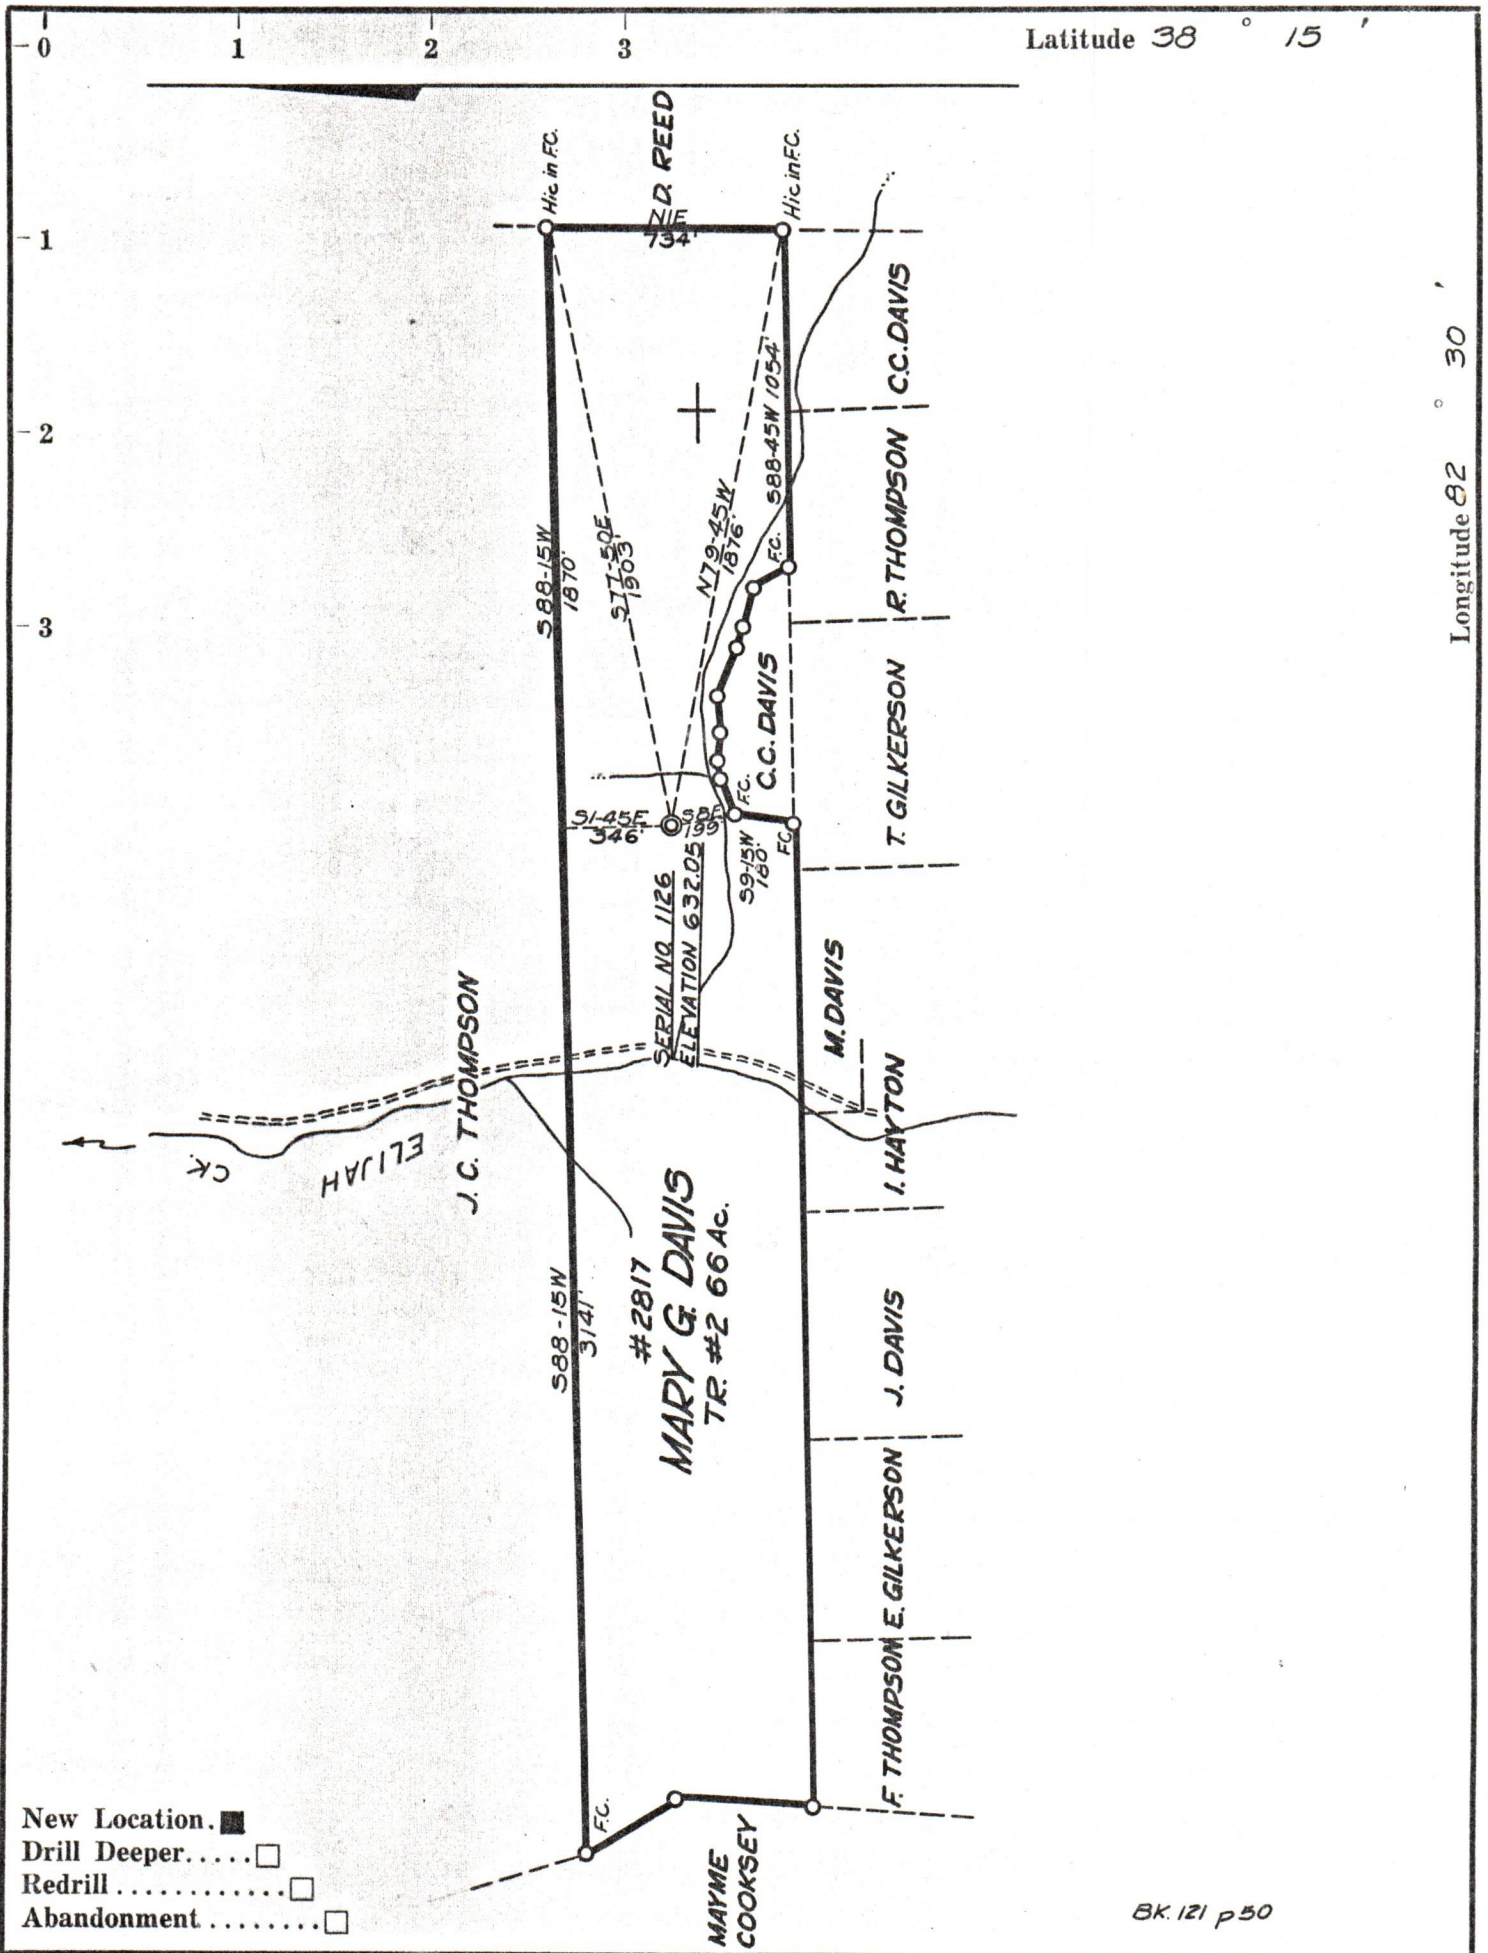 0 1 2 3
Latitude 38 ° 15 '
1
2
3
Longitude 82 ° 30 '
Hic in F.C.
D. REED
N1E
734'
Hic in F.C.
C.C. DAVIS
R. THOMPSON
T. GILKERSON
S88-45W 1054'
S88-15W
1870'
S77-50E
1903'
N79-45W
1876'
F.C.
C.C. DAVIS
F.C.
S1-45E
346'
S8E
199'
S9-15W
180'
F.C.
SERIAL NO. 1126
ELEVATION 632.05
M. DAVIS
I. HAYTON
J.C. THOMPSON
ELIJAH
CK.
#2817
MARY G. DAVIS
TR. #2 66 Ac.
S88-15W
3141'
J. DAVIS
E. GILKERSON
F. THOMPSON
F.C.
MAYME
COOKSEY
New Location.
Drill Deeper.....
Redrill............
Abandonment........
BK. 121 p 50